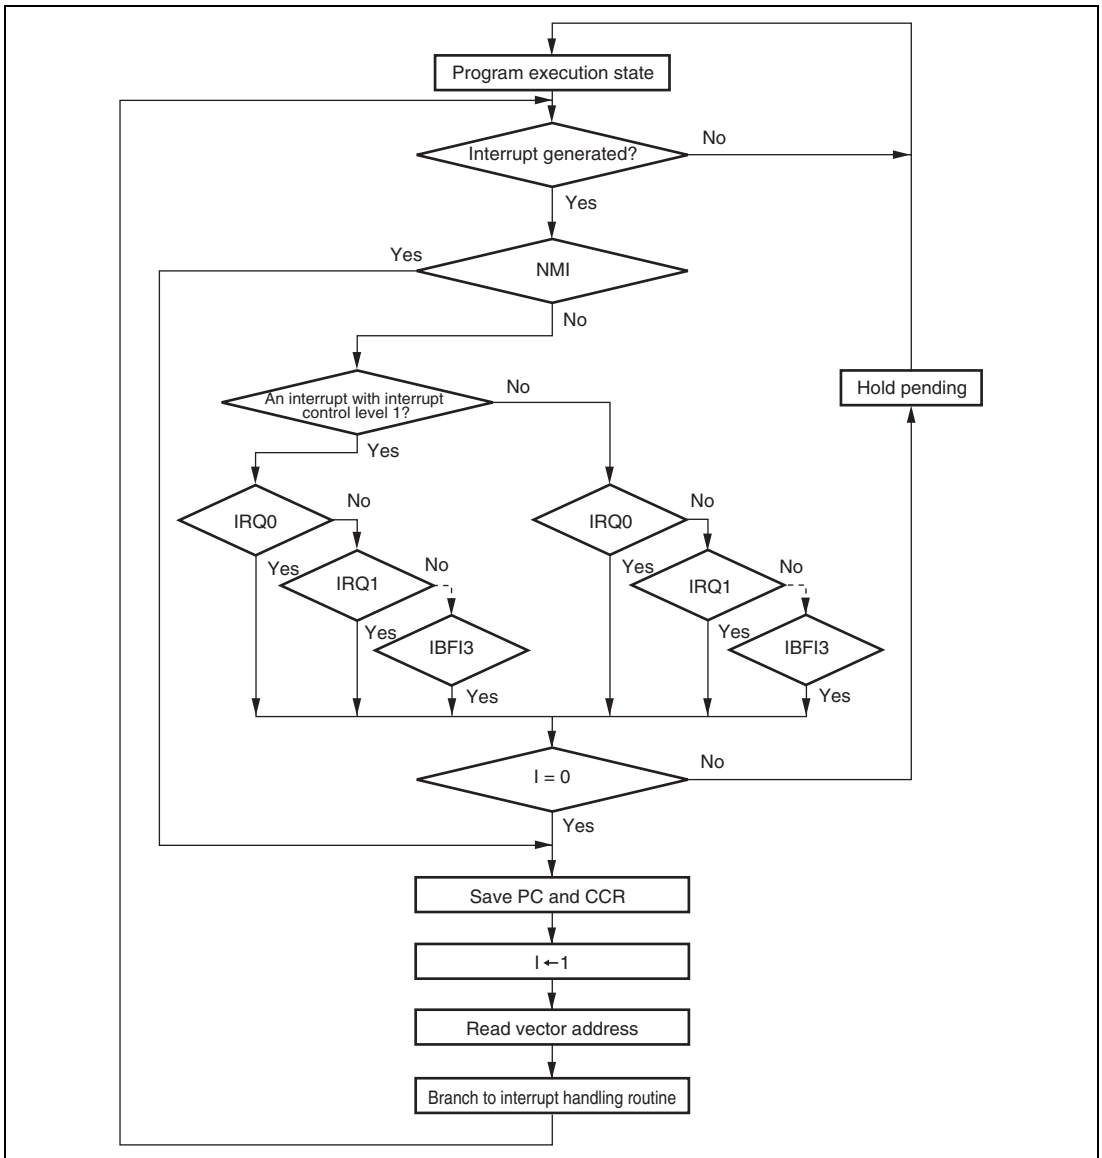 Program execution state
Interrupt generated?
No
Yes
Yes
NMI
No
Hold pending
An interrupt with interrupt
control level 1?
No
Yes
IRQ0
No
IRQ0
No
Yes
IRQ1
No
Yes
IRQ1
No
Yes
IBFI3
Yes
IBFI3
Yes
Yes
I = 0
No
Yes
Save PC and CCR
I ←1
Read vector address
Branch to interrupt handling routine